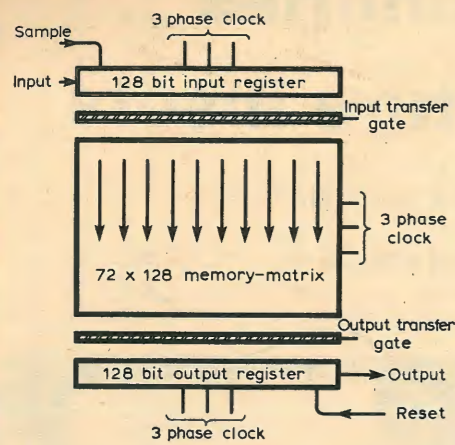 3 phase clock
Sample
Input
128 bit input register
Input transfer
gate
3 phase
clock
72 x 128 memory-matrix
Output transfer
gate
128 bit output register
Output
Reset
3 phase clock